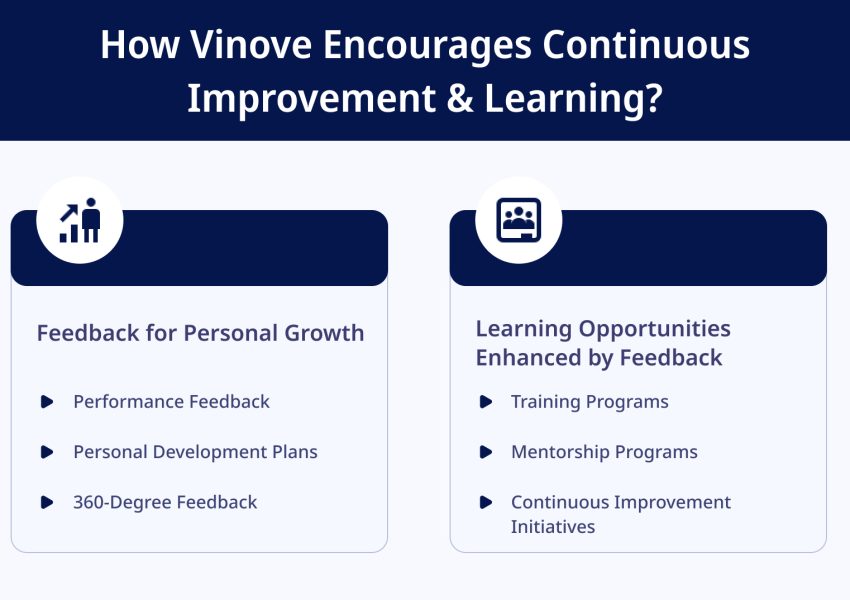 How Vinove Encourages Continuous
Improvement & Learning?
Feedback for Personal Growth
Performance Feedback
Personal Development Plans
360-Degree Feedback
Learning Opportunities
Enhanced by Feedback
Training Programs
Mentorship Programs
Continuous Improvement
Initiatives